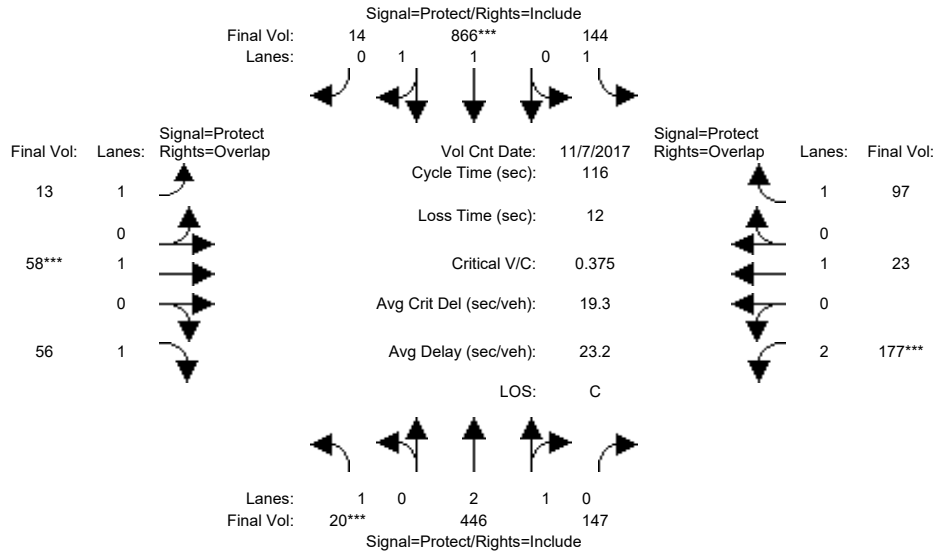 Signal=Protect/Rights=Include
Final Vol: 14 866*** 144
Lanes: 0 1 1 0 1
Signal=Protect
Final Vol: Lanes: Rights=Overlap
Vol Cnt Date: 11/7/2017
Signal=Protect
Rights=Overlap Lanes: Final Vol:
Cycle Time (sec): 116
13 1
1 97
Loss Time (sec): 12
0
0
58*** 1
Critical V/C: 0.375
1 23
0
Avg Crit Del (sec/veh): 19.3
0
56 1
Avg Delay (sec/veh): 23.2
2 177***
LOS: C
Lanes: 1 0 2 1 0
Final Vol: 20*** 446 147
Signal=Protect/Rights=Include